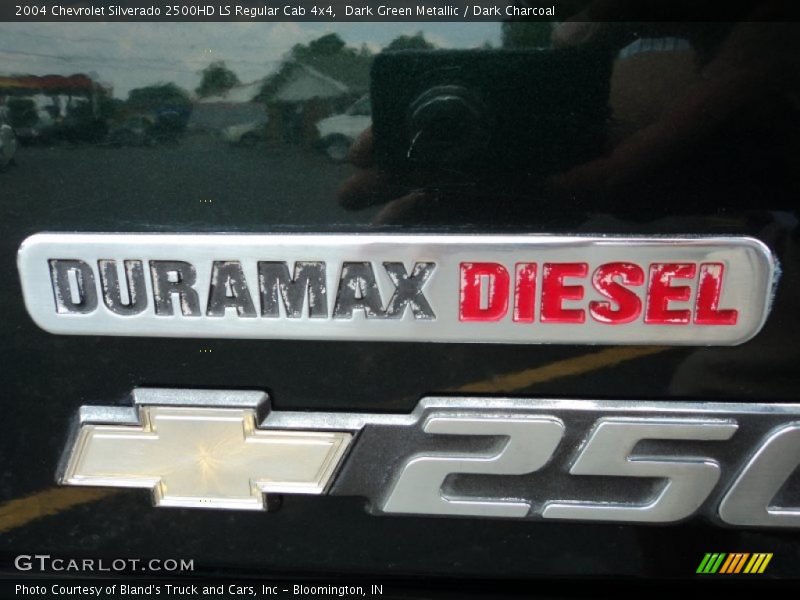 2004 Chevrolet Silverado 2500HD LS Regular Cab 4x4, Dark Green Metallic / Dark Charcoal
DURAMAX DIESEL
250
GTCARLOT.COM
Photo Courtesy of Bland's Truck and Cars, Inc - Bloomington, IN